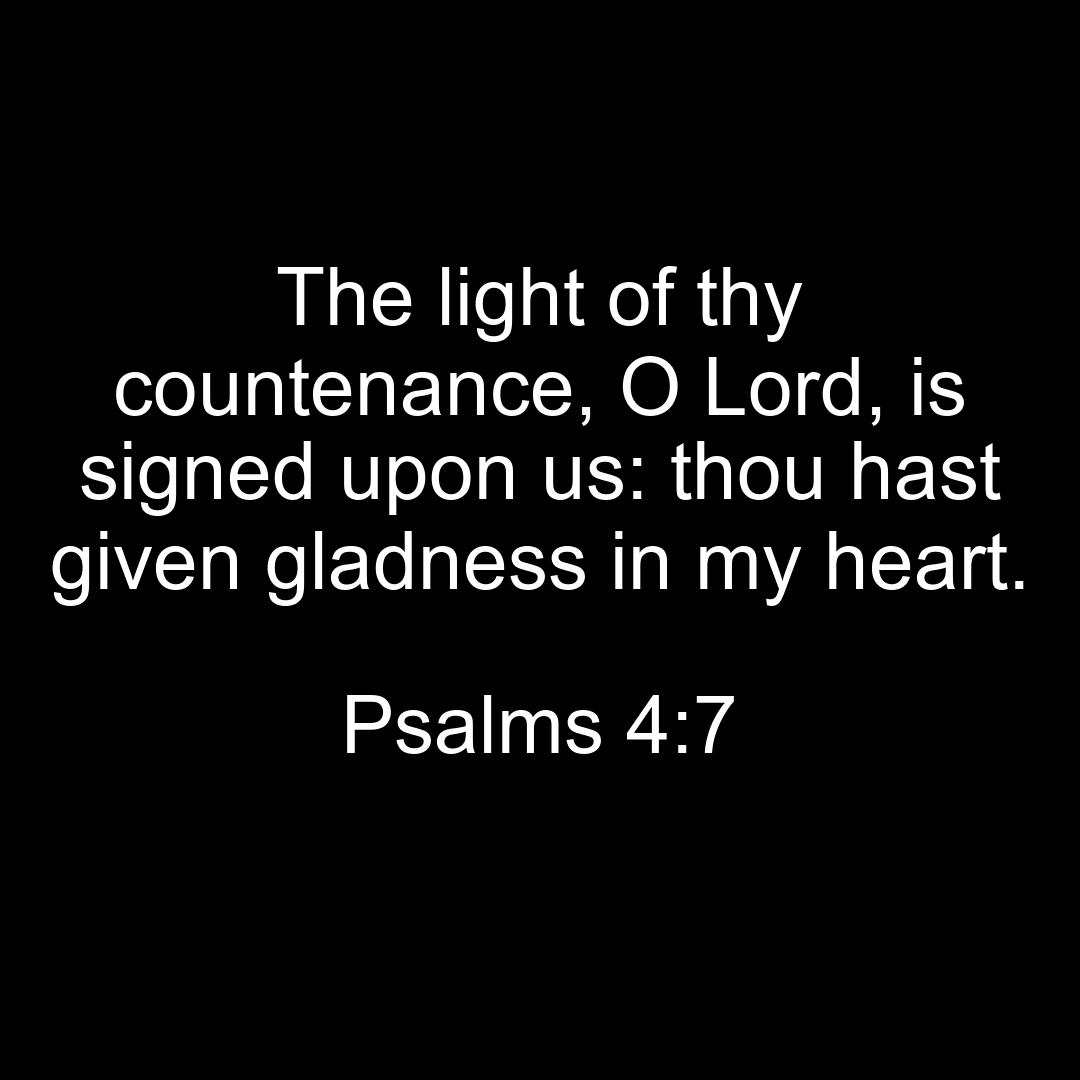 The light of thy
countenance, O Lord, is
signed upon us: thou hast
given gladness in my heart.
Psalms 4:7